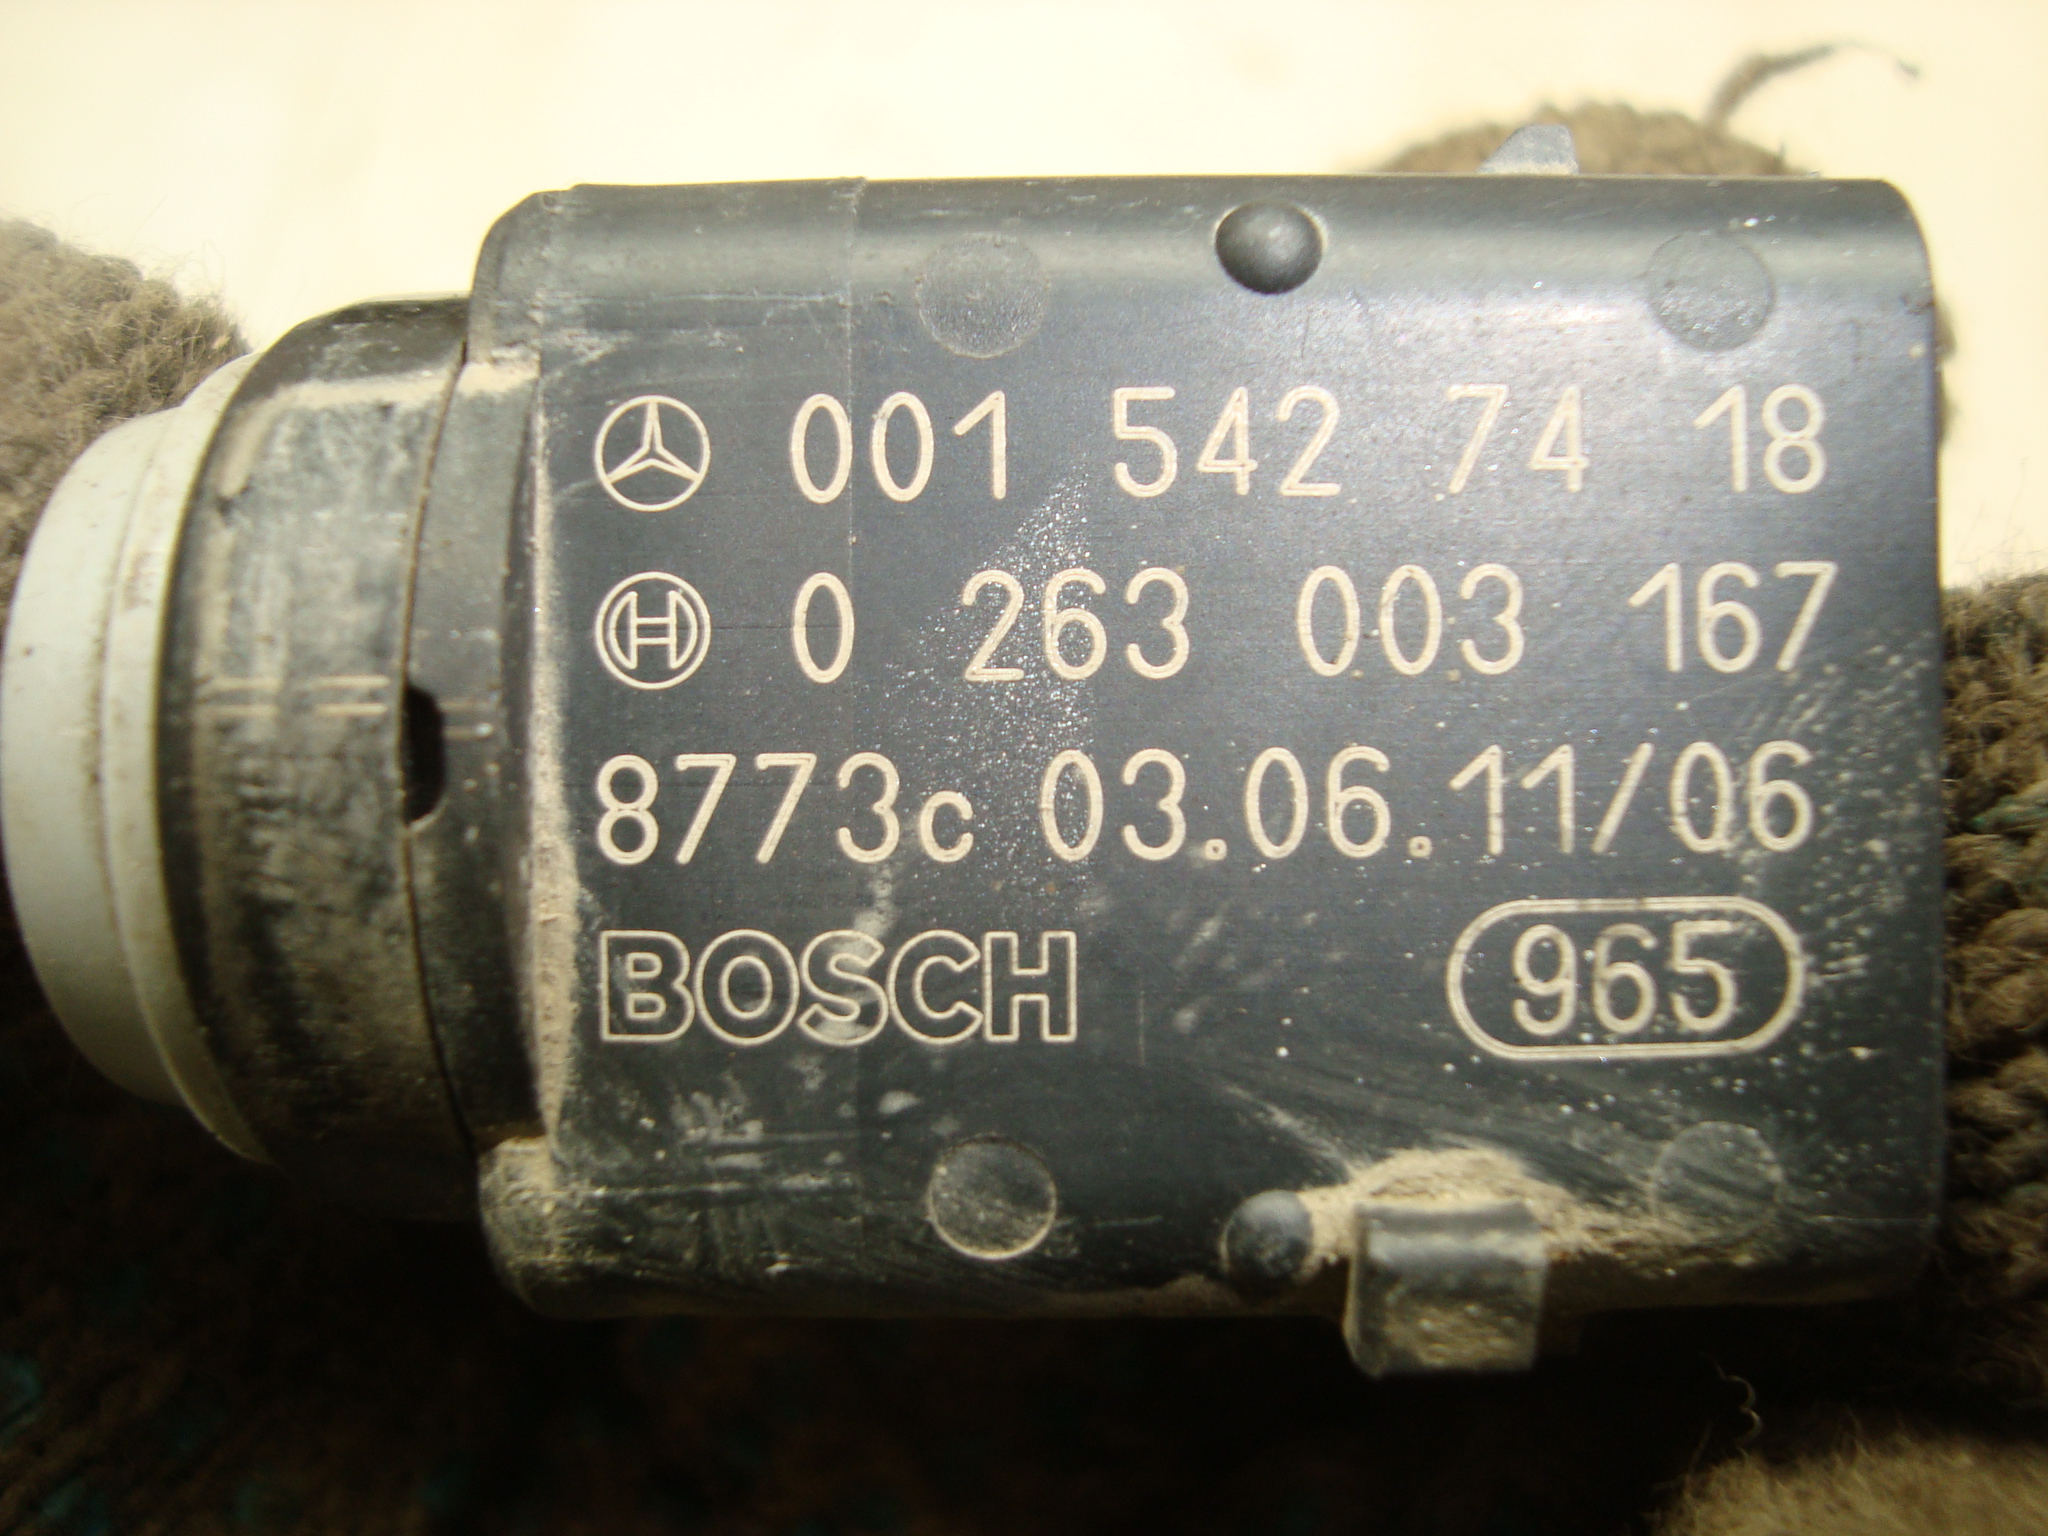 001 542 74 18
0 263 003 167
8773c 03.06.11/06
BOSCH 965